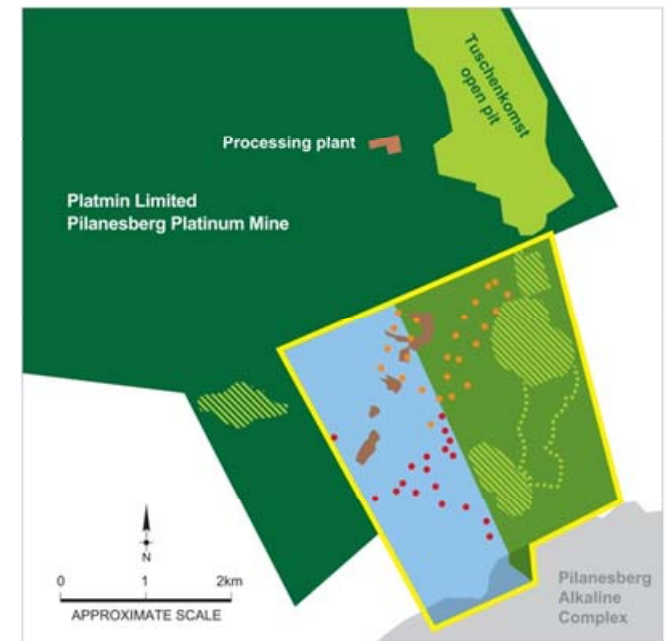 Tuschenkomst
open pit
Processing plant
Platmin Limited
Pilanesberg Platinum Mine
N
0 1 2km
APPROXIMATE SCALE
Pilanesberg
Alkaline
Complex